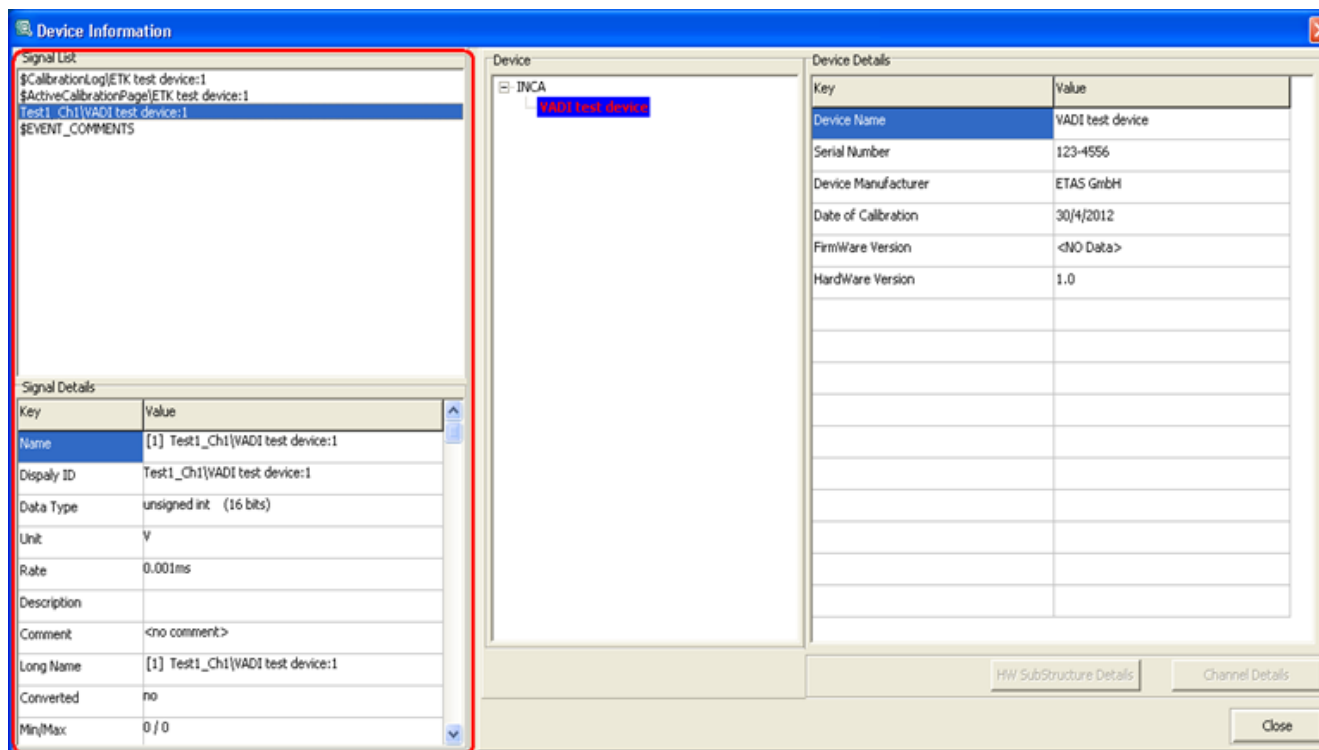 Device Information
Signal List
$CalibrationLog\ETK test device:1
$ActiveCalibrationPage\ETK test device:1
Test1_Ch1\VADI test device:1
$EVENT_COMMENTS
Signal Details
Key Value
Name [1] Test1_Ch1\VADI test device:1
Dispaly ID Test1_Ch1\VADI test device:1
Data Type unsigned int (16 bits)
Unit V
Rate 0.001ms
Description
Comment <no comment>
Long Name [1] Test1_Ch1\VADI test device:1
Converted no
Min/Max 0 / 0
Device
INCA
VADI test device
Device Details
Key Value
Device Name VADI test device
Serial Number 123-4556
Device Manufacturer ETAS GmbH
Date of Calibration 30/4/2012
FirmWare Version <NO Data>
HardWare Version 1.0
HW SubStructure Details Channel Details
Close